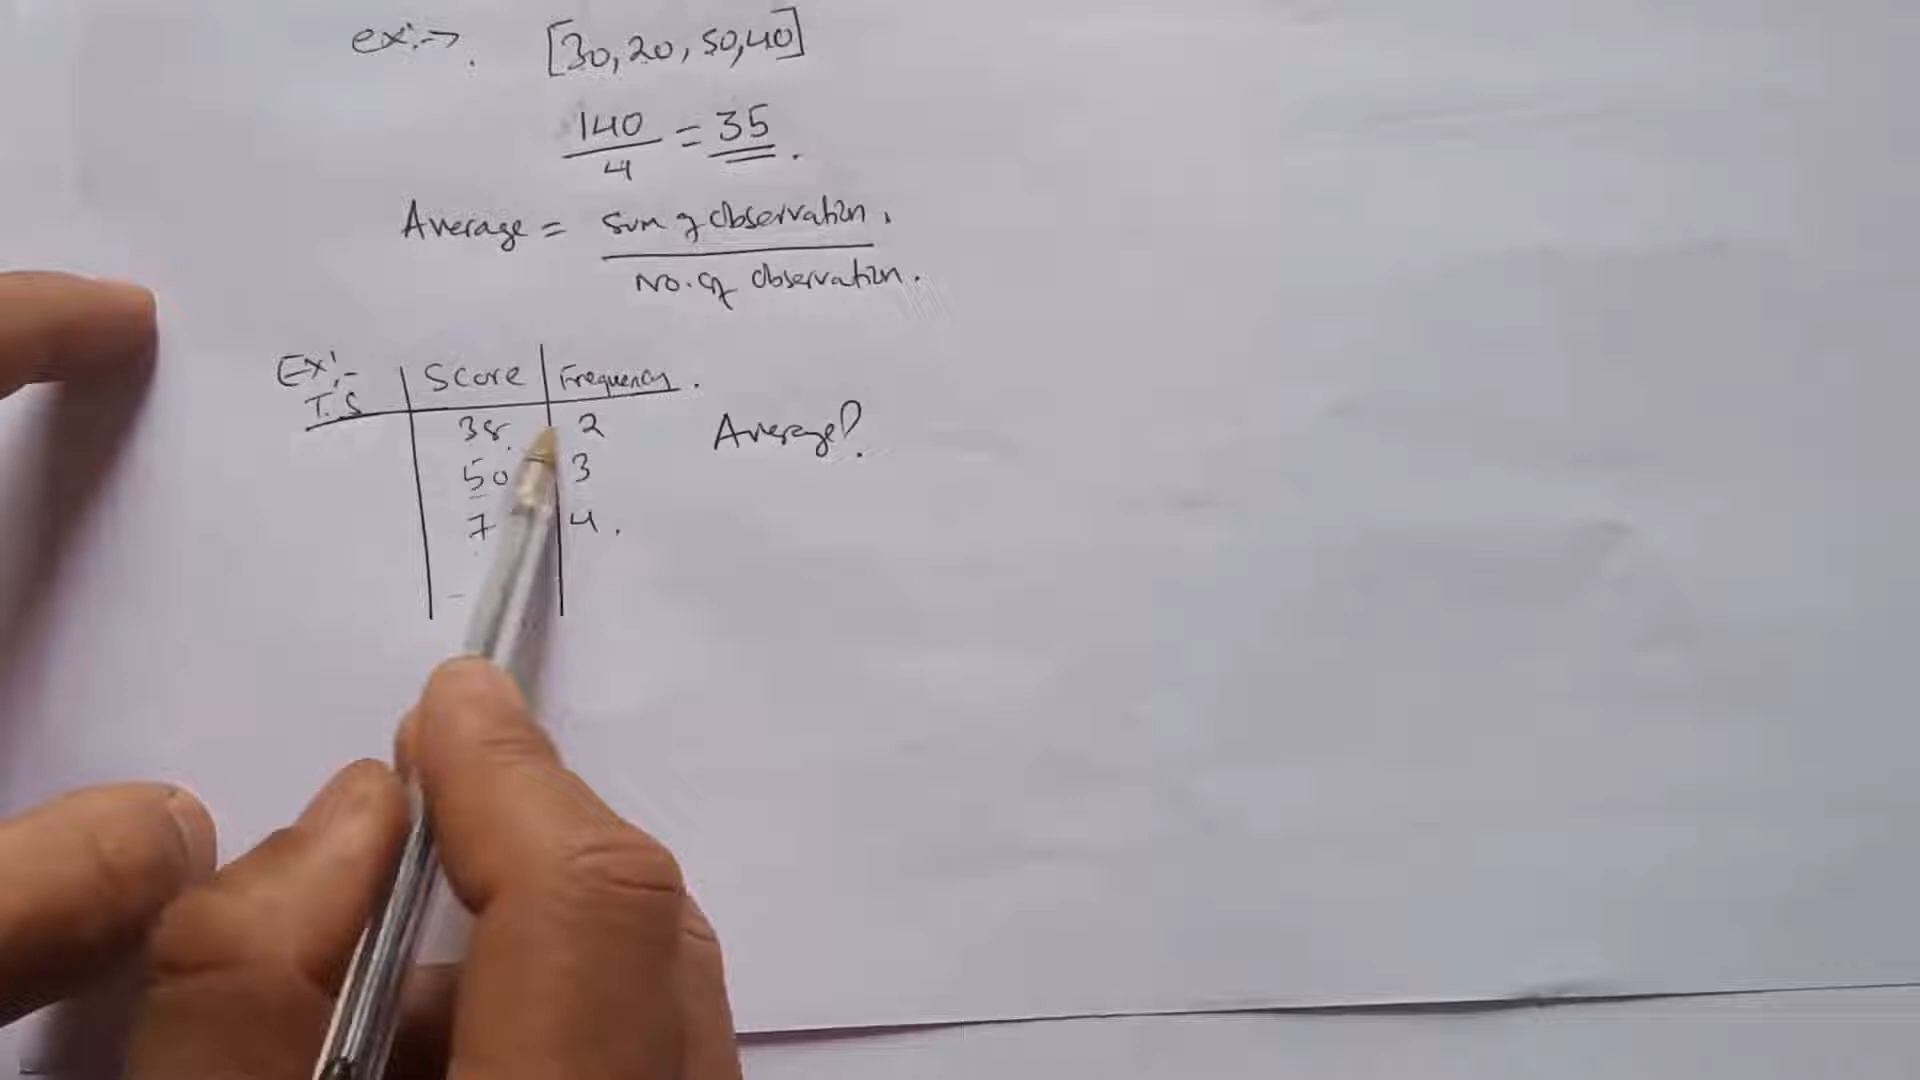 ex:→. [30, 20, 50, 40]
140
4
= 35.
Average = Sum of observation.
No. of observation.
Ex:-
T.S
Score Frequency.
38. 2
50 3
7 4.
Average?